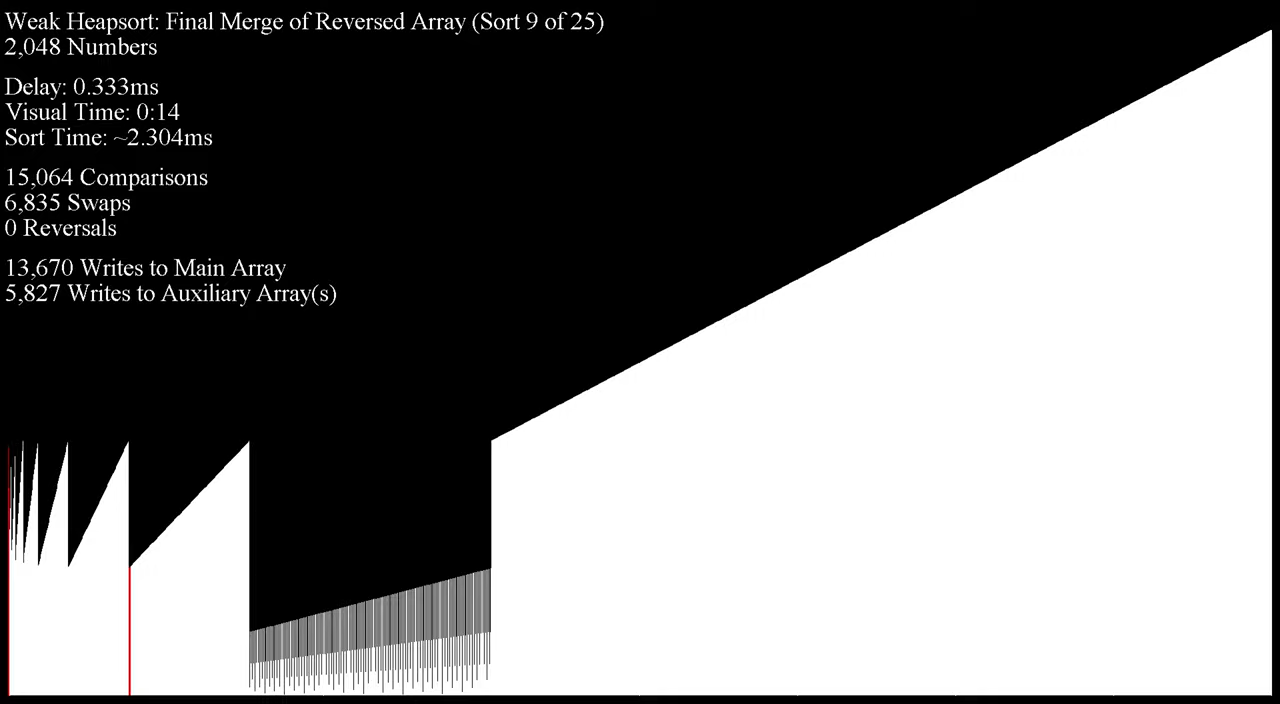 Weak Heapsort: Final Merge of Reversed Array (Sort 9 of 25)
2,048 Numbers
Delay: 0.333ms
Visual Time: 0:14
Sort Time: ~2.304ms
15,064 Comparisons
6,835 Swaps
0 Reversals
13,670 Writes to Main Array
5,827 Writes to Auxiliary Array(s)